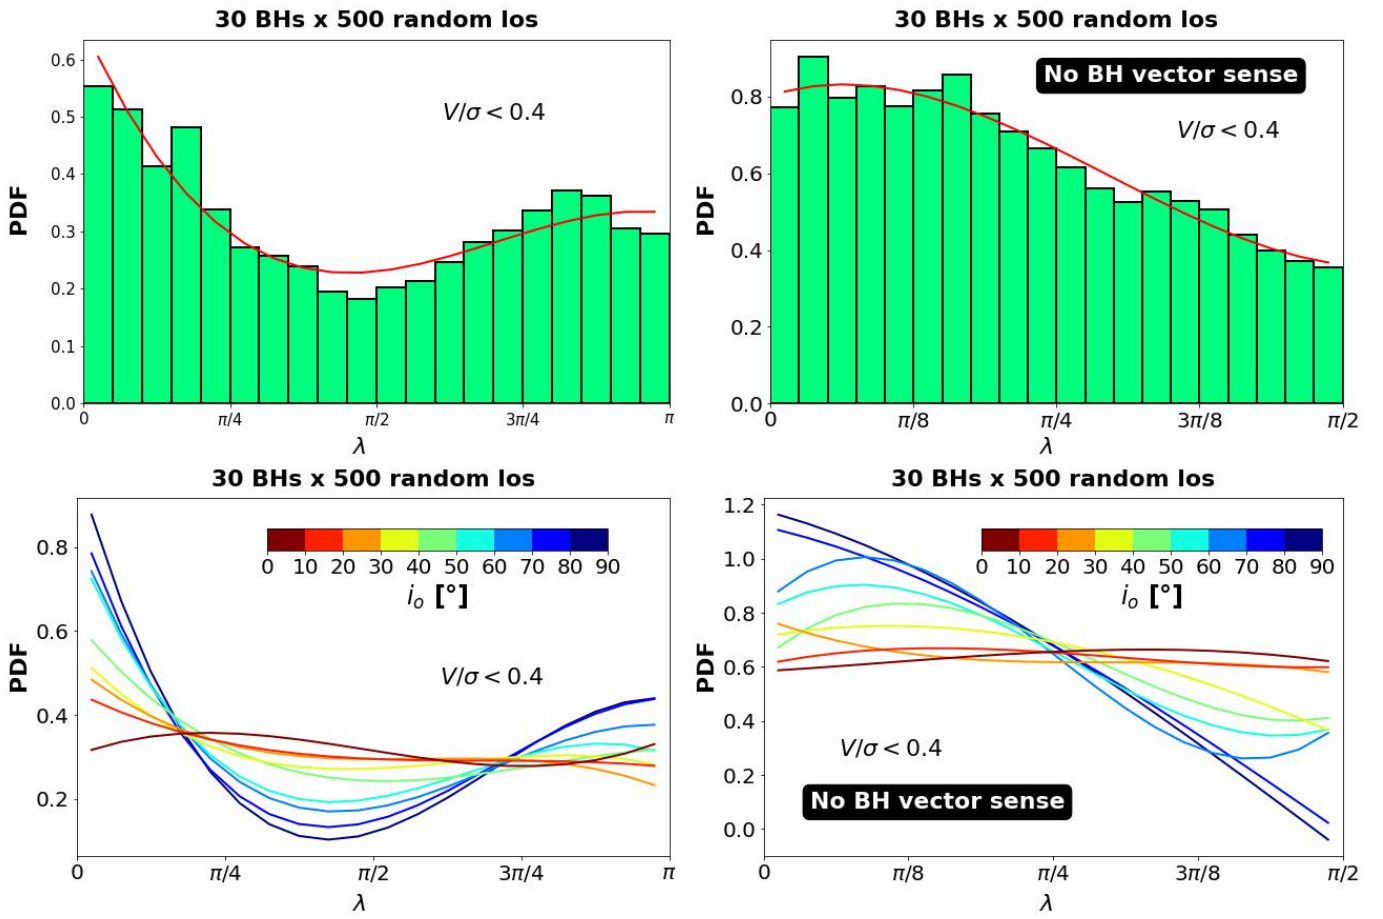 30 BHs x 500 random los
0.6
0.5
0.4
0.3
0.2
0.1
0.0
PDF
V/σ < 0.4
0
π/4
π/2
3π/4
π
λ
30 BHs x 500 random los
0.8
0.6
0.4
0.2
0.0
PDF
No BH vector sense
V/σ < 0.4
0
π/8
π/4
3π/8
π/2
λ
30 BHs x 500 random los
0.8
0.6
0.4
0.2
PDF
0 10 20 30 40 50 60 70 80 90
i_o [°]
V/σ < 0.4
0
π/4
π/2
3π/4
π
λ
30 BHs x 500 random los
1.2
1.0
0.8
0.6
0.4
0.2
0.0
PDF
0 10 20 30 40 50 60 70 80 90
i_o [°]
V/σ < 0.4
No BH vector sense
0
π/8
π/4
3π/8
π/2
λ